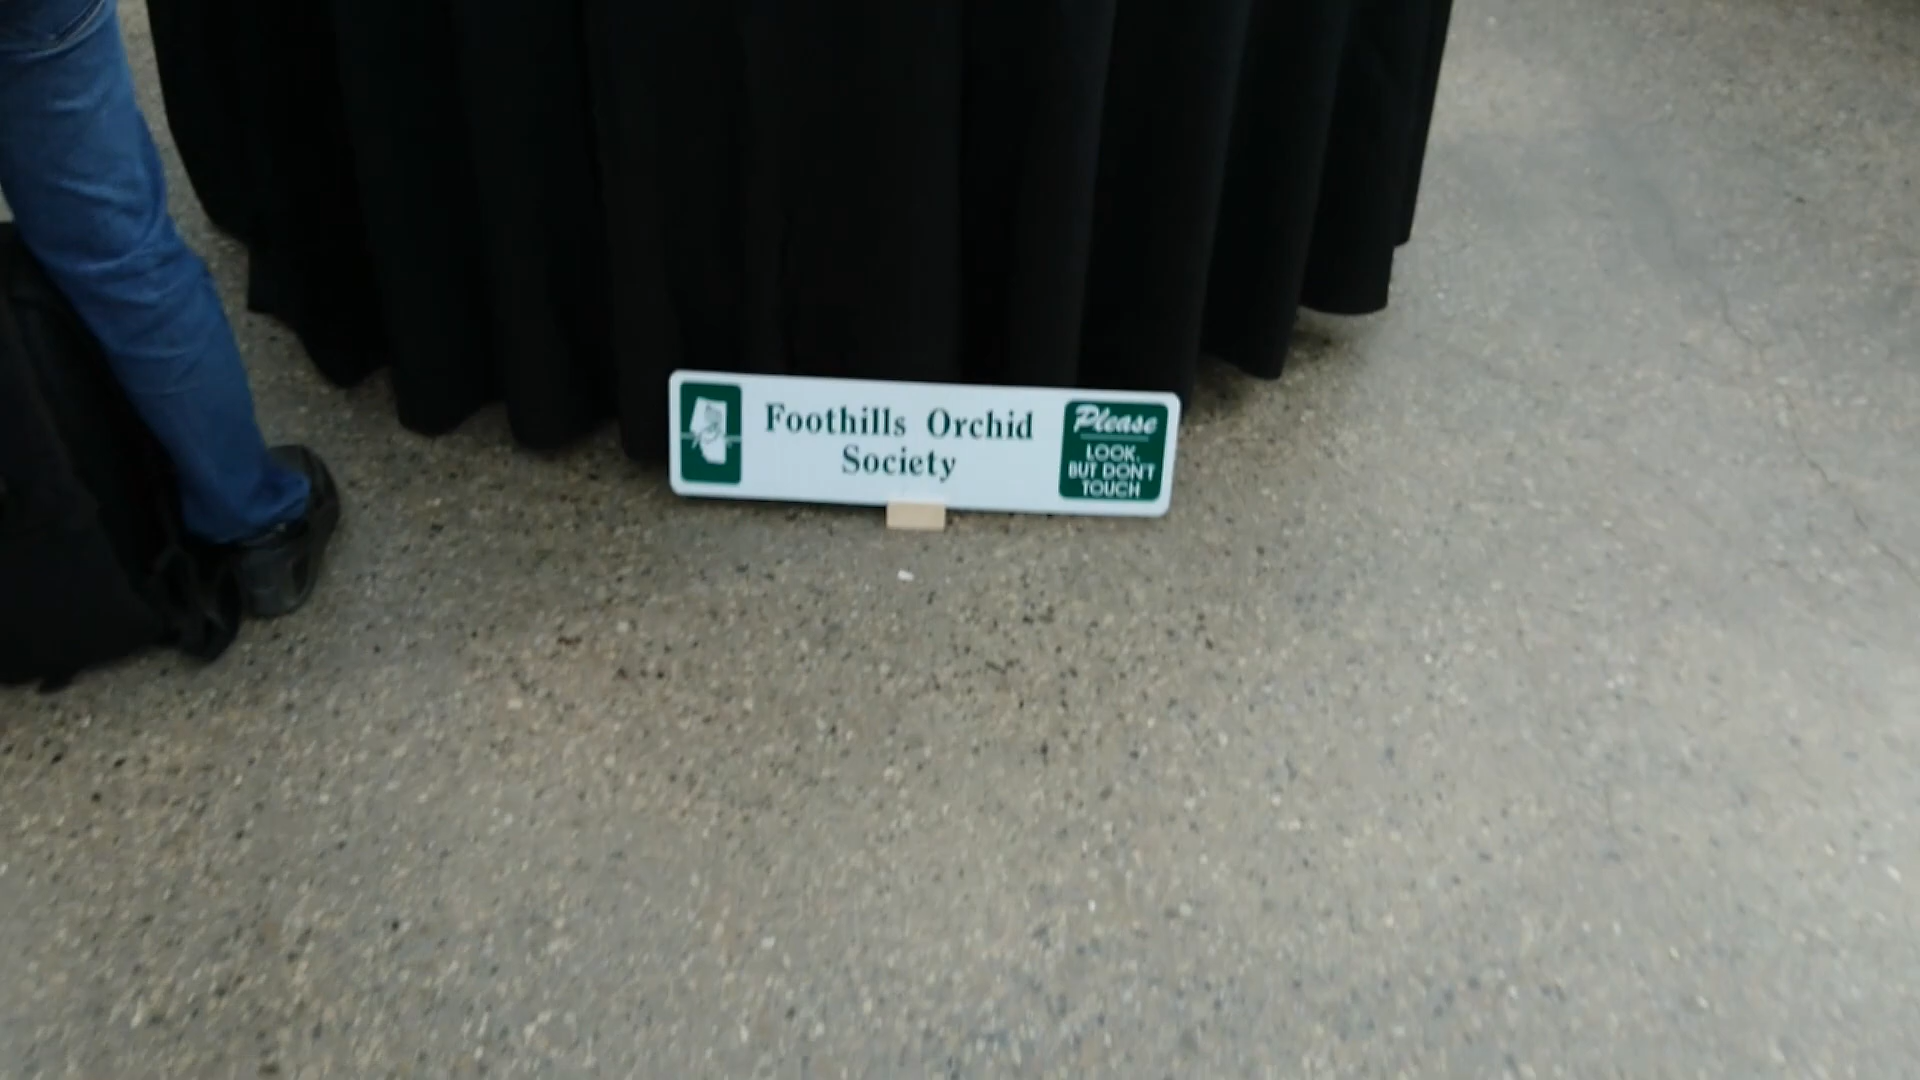 Foothills Orchid
Society
Please
LOOK,
BUT DON'T
TOUCH